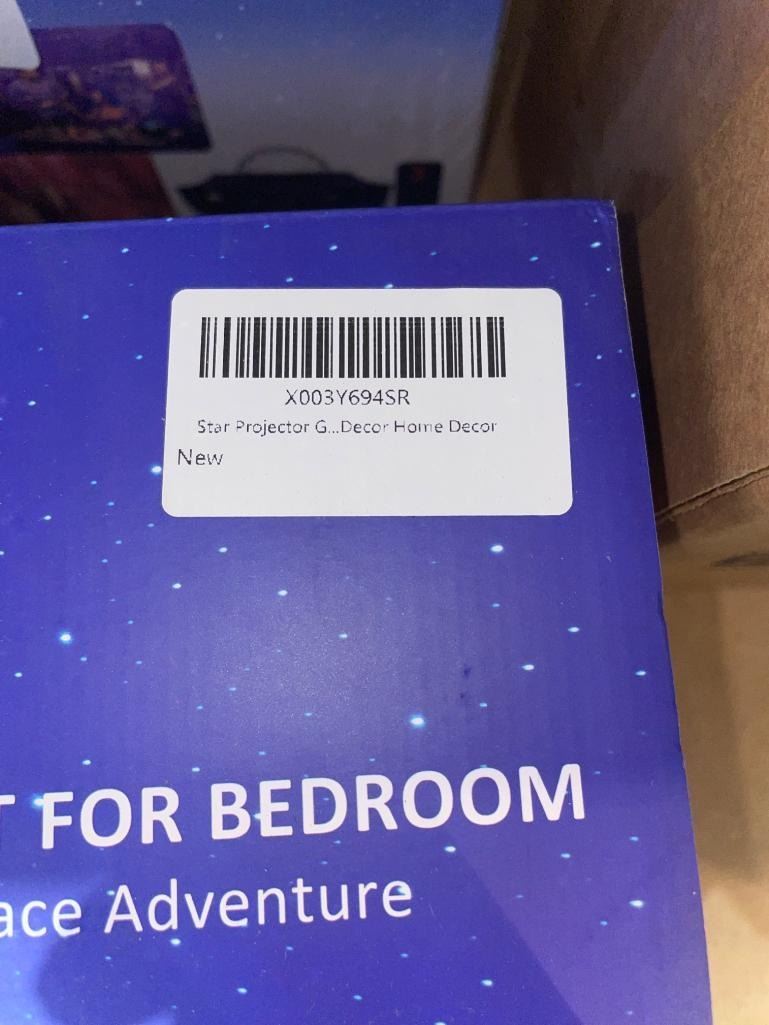 X003Y694SR
Star Projector G...Decor Home Decor
New
T FOR BEDROOM
ace Adventure